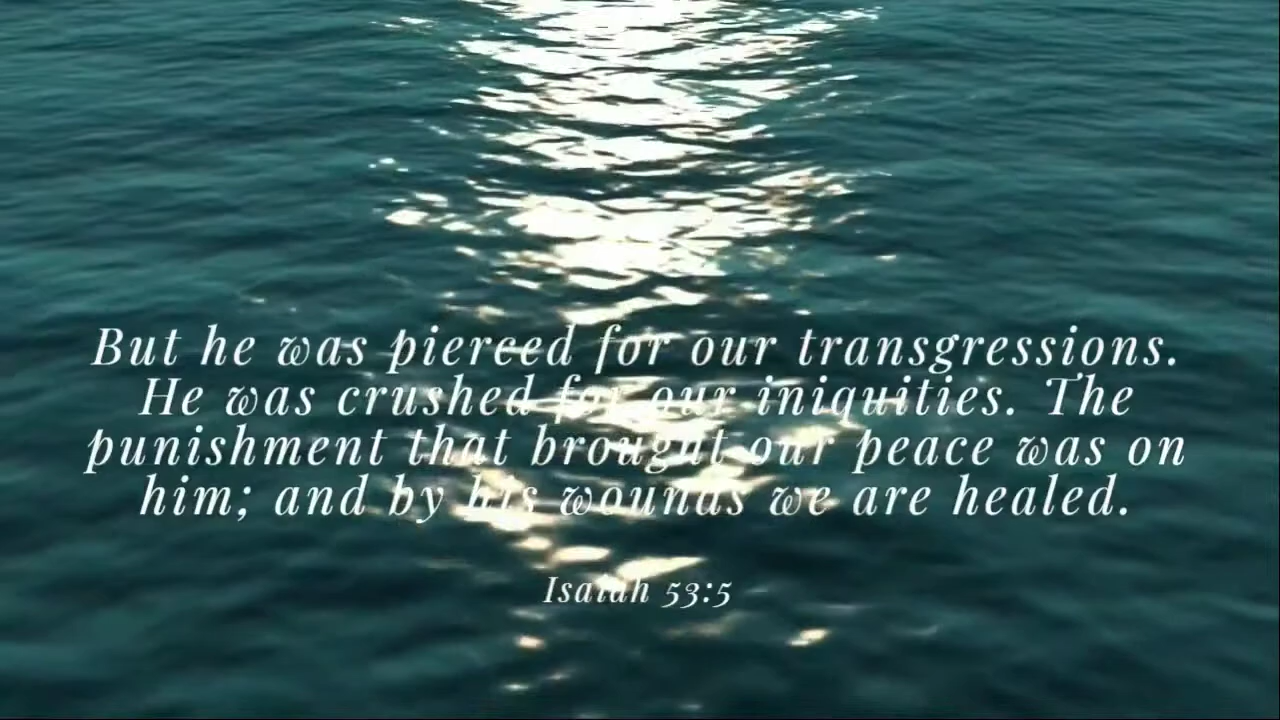 But he was pierced for our transgressions.
He was crushed for our iniquities. The
punishment that brought our peace was on
him; and by his wounds we are healed.
Isaiah 53:5